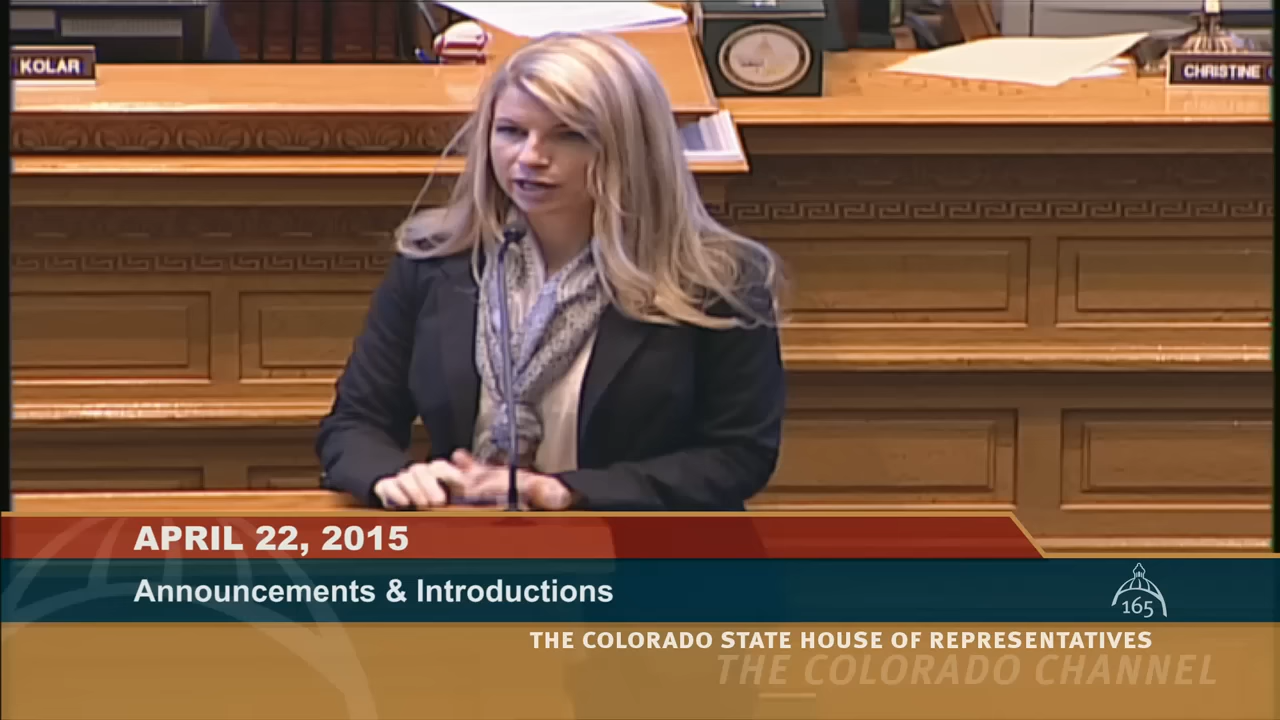 KOLAR
CHRISTINE
APRIL 22, 2015
Announcements & Introductions
165
THE COLORADO STATE HOUSE OF REPRESENTATIVES
THE COLORADO CHANNEL